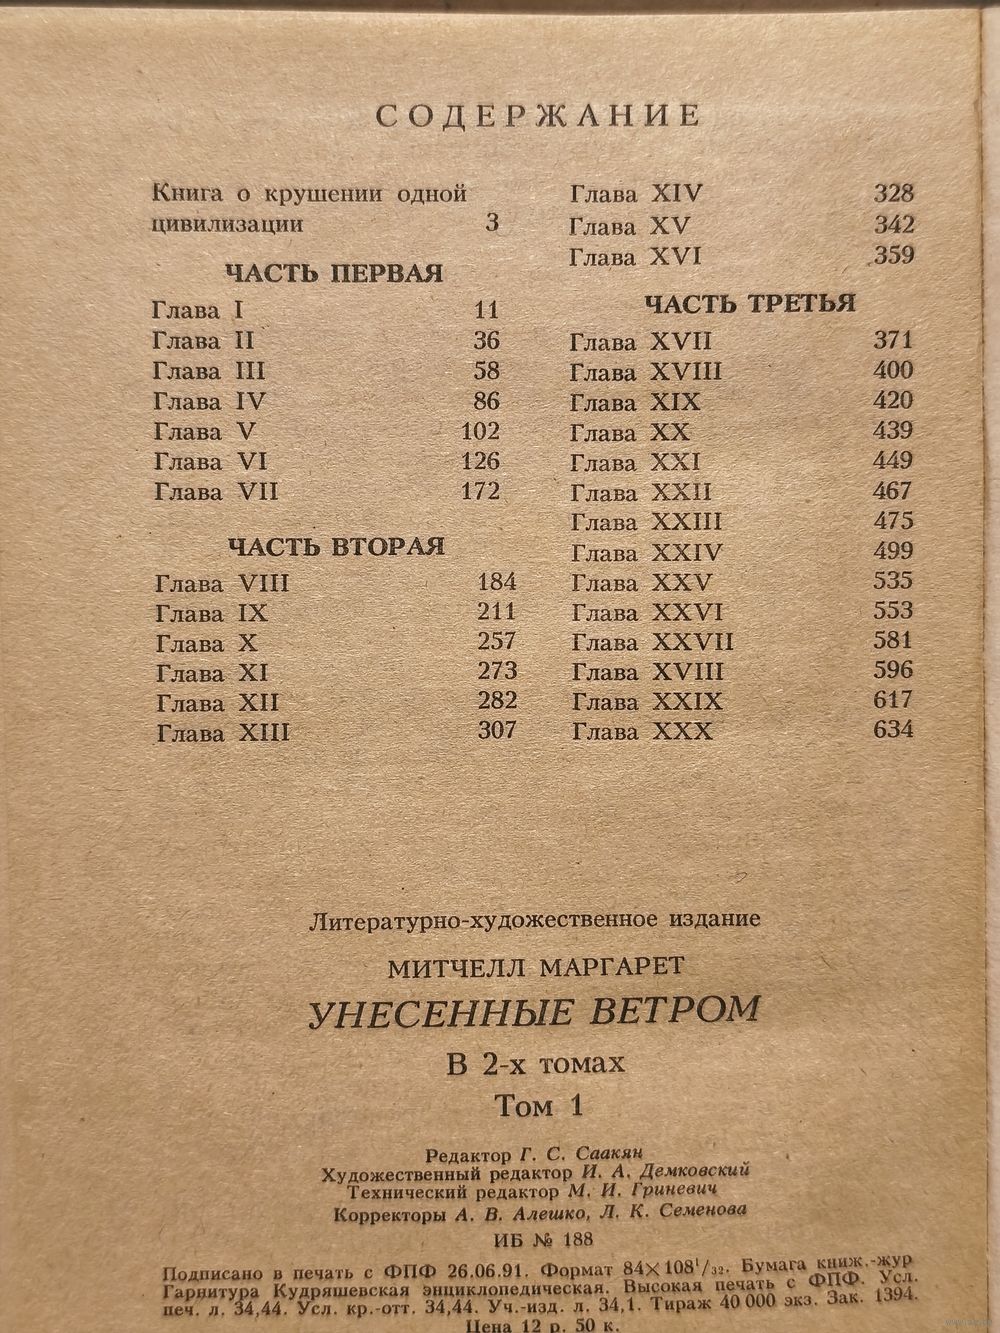 СОДЕРЖАНИЕ
Книга о крушении одной
цивилизации 3
ЧАСТЬ ПЕРВАЯ
Глава I 11
Глава II 36
Глава III 58
Глава IV 86
Глава V 102
Глава VI 126
Глава VII 172
ЧАСТЬ ВТОРАЯ
Глава VIII 184
Глава IX 211
Глава X 257
Глава XI 273
Глава XII 282
Глава XIII 307
Глава XIV 328
Глава XV 342
Глава XVI 359
ЧАСТЬ ТРЕТЬЯ
Глава XVII 371
Глава XVIII 400
Глава XIX 420
Глава XX 439
Глава XXI 449
Глава XXII 467
Глава XXIII 475
Глава XXIV 499
Глава XXV 535
Глава XXVI 553
Глава XXVII 581
Глава XVIII 596
Глава XXIX 617
Глава XXX 634
Литературно-художественное издание
МИТЧЕЛЛ МАРГАРЕТ
УНЕСЕННЫЕ ВЕТРОМ
В 2-х томах
Том 1
Редактор Г. С. Саакян
Художественный редактор И. А. Демковский
Технический редактор М. И. Гриневич
Корректоры А. В. Алешко, Л. К. Семенова
ИБ № 188
Подписано в печать с ФПФ 26.06.91. Формат 84×108¹/₃₂. Бумага книж.-жур
Гарнитура Кудряшевская энциклопедическая. Высокая печать с ФПФ. Усл.
печ. л. 34,44. Усл. кр.-отт. 34,44. Уч.-изд. л. 34,1. Тираж 40 000 экз. Зак. 1394.
Цена 12 р. 50 к.